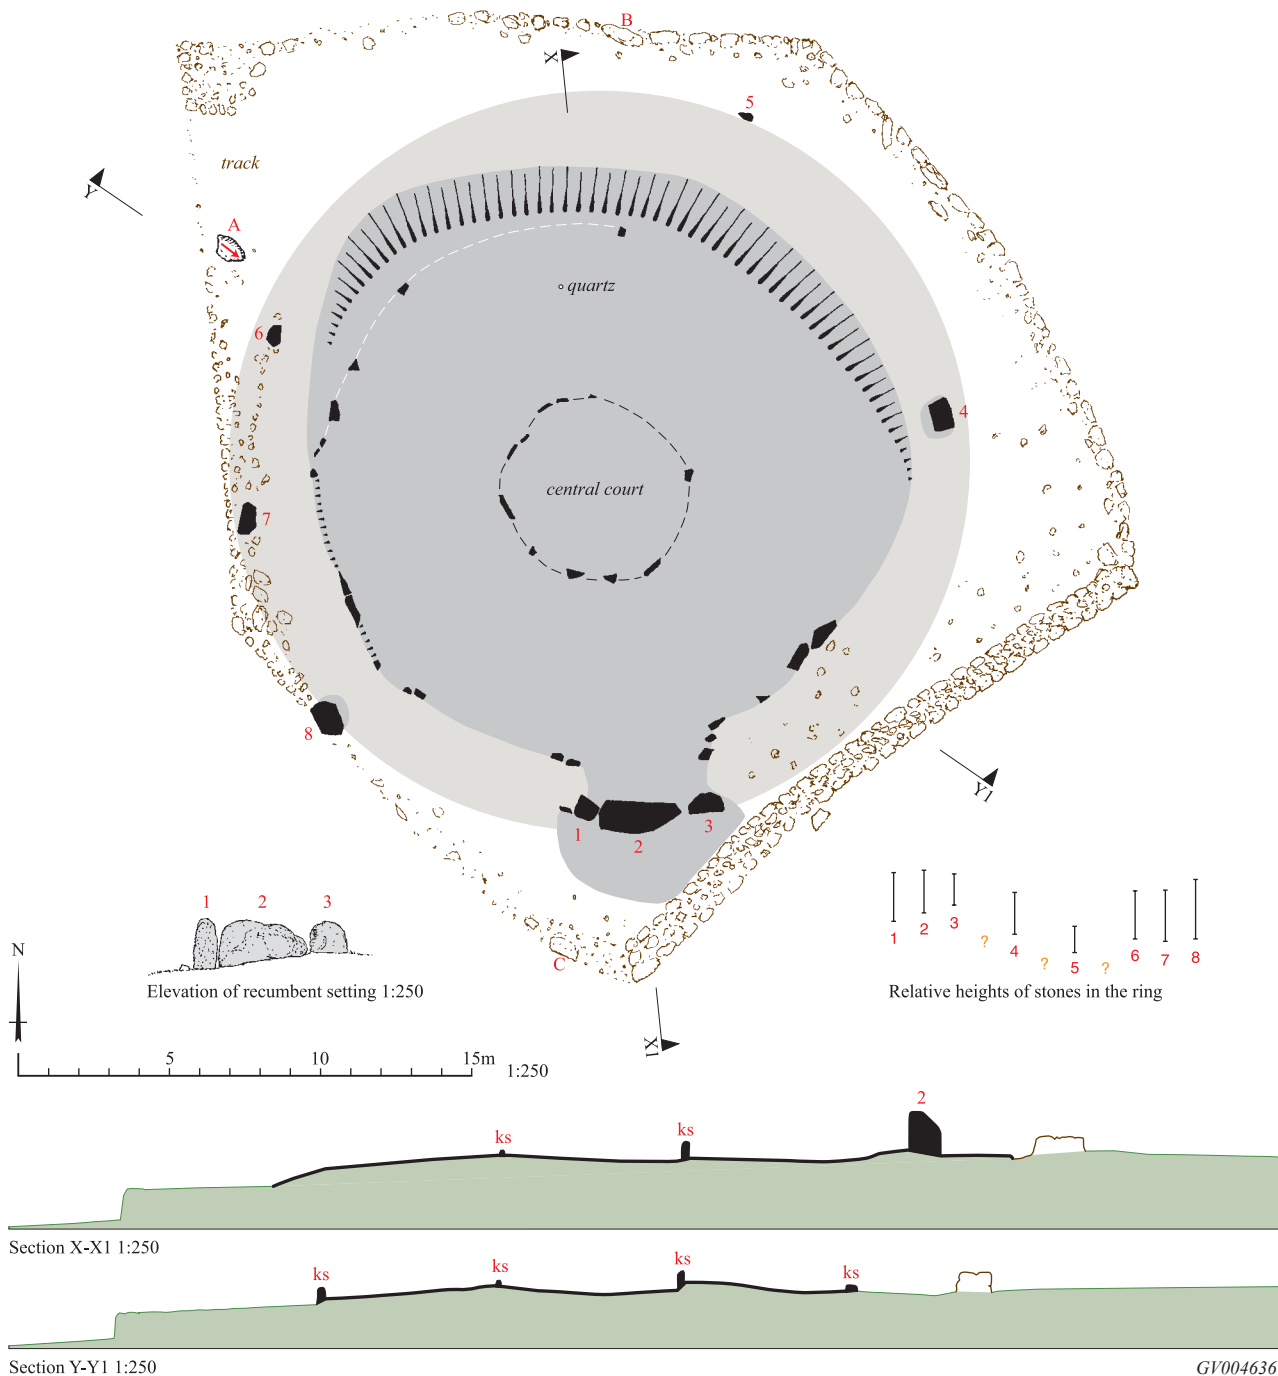 B
X
5
track
Y
A
quartz
6
4
central court
7
8
Y1
1
2
3
1 2 3
C
N
Elevation of recumbent setting 1:250
1
2
3
?
4
?
5
?
6
7
8
Relative heights of stones in the ring
X1
5 10 15m
1:250
2
ks
ks
Section X-X1 1:250
ks
ks
ks
ks
Section Y-Y1 1:250
GV004636